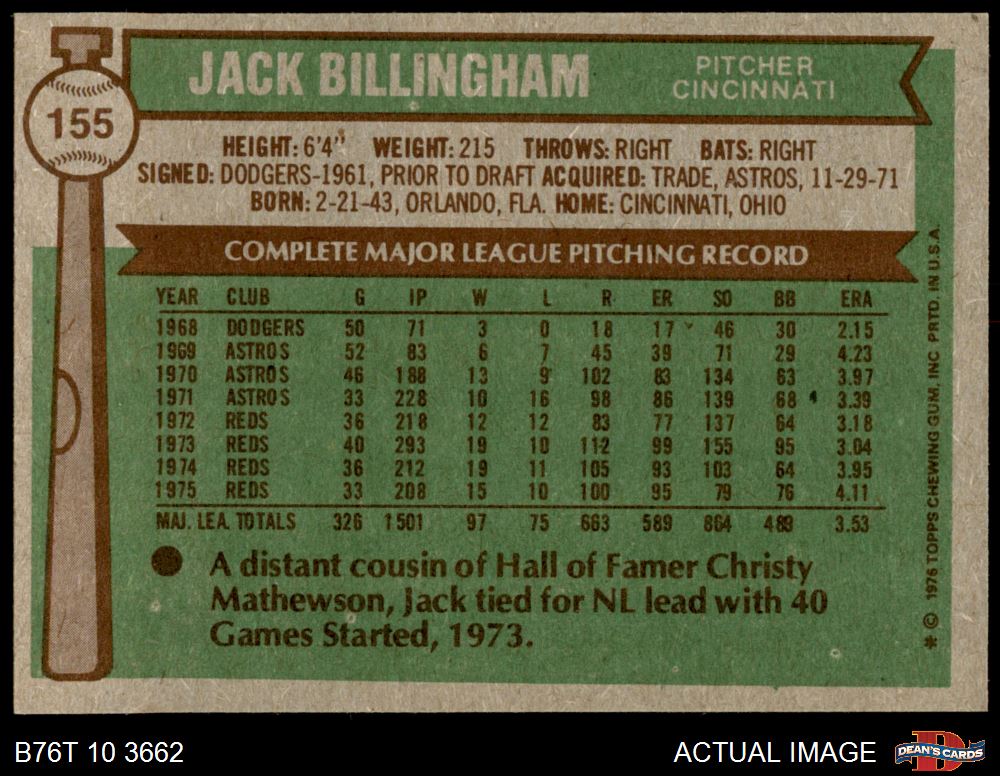 155
JACK BILLINGHAM
PITCHER
CINCINNATI
HEIGHT: 6'4" WEIGHT: 215 THROWS: RIGHT BATS: RIGHT
SIGNED: DODGERS-1961, PRIOR TO DRAFT ACQUIRED: TRADE, ASTROS, 11-29-71
BORN: 2-21-43, ORLANDO, FLA. HOME: CINCINNATI, OHIO
COMPLETE MAJOR LEAGUE PITCHING RECORD
YEAR CLUB G IP W L R ER SO BB ERA
1968 DODGERS 50 71 3 0 18 17 46 30 2.15
1969 ASTROS 52 83 6 7 45 39 71 29 4.23
1970 ASTROS 46 188 13 9 102 83 134 63 3.97
1971 ASTROS 33 228 10 16 98 86 139 68 3.39
1972 REDS 36 218 12 12 83 77 137 64 3.18
1973 REDS 40 293 19 10 112 99 155 95 3.04
1974 REDS 36 212 19 11 105 93 103 64 3.95
1975 REDS 33 208 15 10 100 95 79 76 4.11
MAJ. LEA. TOTALS 326 1501 97 75 663 589 864 489 3.53
A distant cousin of Hall of Famer Christy
Mathewson, Jack tied for NL lead with 40
Games Started, 1973.
* © 1976 TOPPS CHEWING GUM, INC. PRTD. IN U.S.A.
B76T 10 3662
ACTUAL IMAGE
DEAN'S CARDS